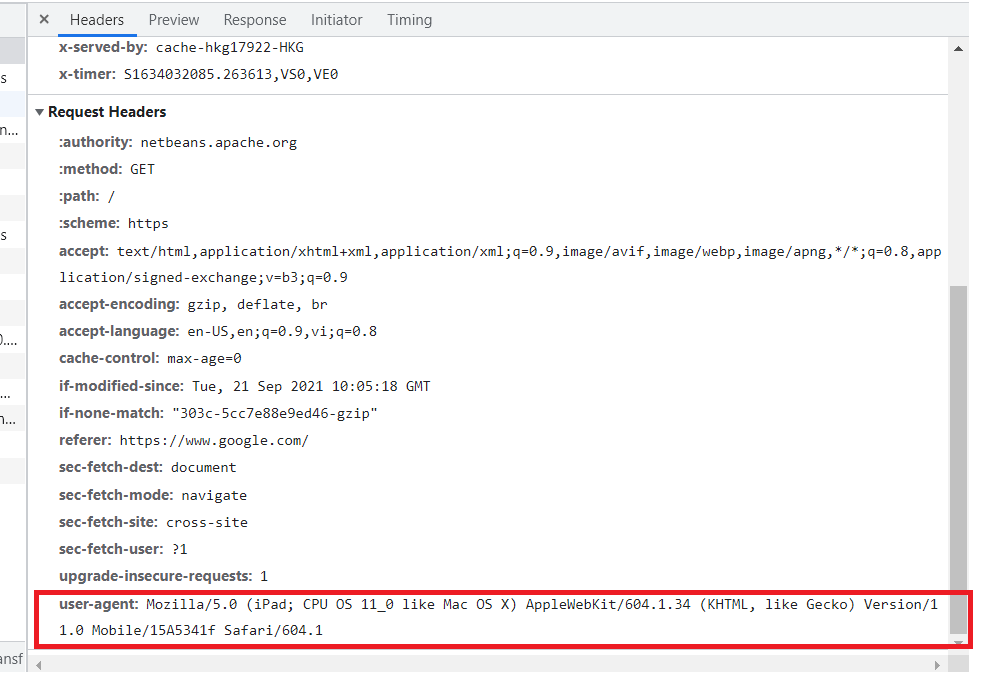 × Headers Preview Response Initiator Timing
x-served-by: cache-hkg17922-HKG
x-timer: S1634032085.263613,VS0,VE0
s
▼ Request Headers
n...
:authority: netbeans.apache.org
:method: GET
:path: /
:scheme: https
s
accept: text/html,application/xhtml+xml,application/xml;q=0.9,image/avif,image/webp,image/apng,*/*;q=0.8,app
lication/signed-exchange;v=b3;q=0.9
accept-encoding: gzip, deflate, br
accept-language: en-US,en;q=0.9,vi;q=0.8
)....
cache-control: max-age=0
if-modified-since: Tue, 21 Sep 2021 10:05:18 GMT
...
if-none-match: "303c-5cc7e88e9ed46-gzip"
n...
referer: https://www.google.com/
sec-fetch-dest: document
sec-fetch-mode: navigate
sec-fetch-site: cross-site
sec-fetch-user: ?1
upgrade-insecure-requests: 1
user-agent: Mozilla/5.0 (iPad; CPU OS 11_0 like Mac OS X) AppleWebKit/604.1.34 (KHTML, like Gecko) Version/1
1.0 Mobile/15A5341f Safari/604.1
ansf